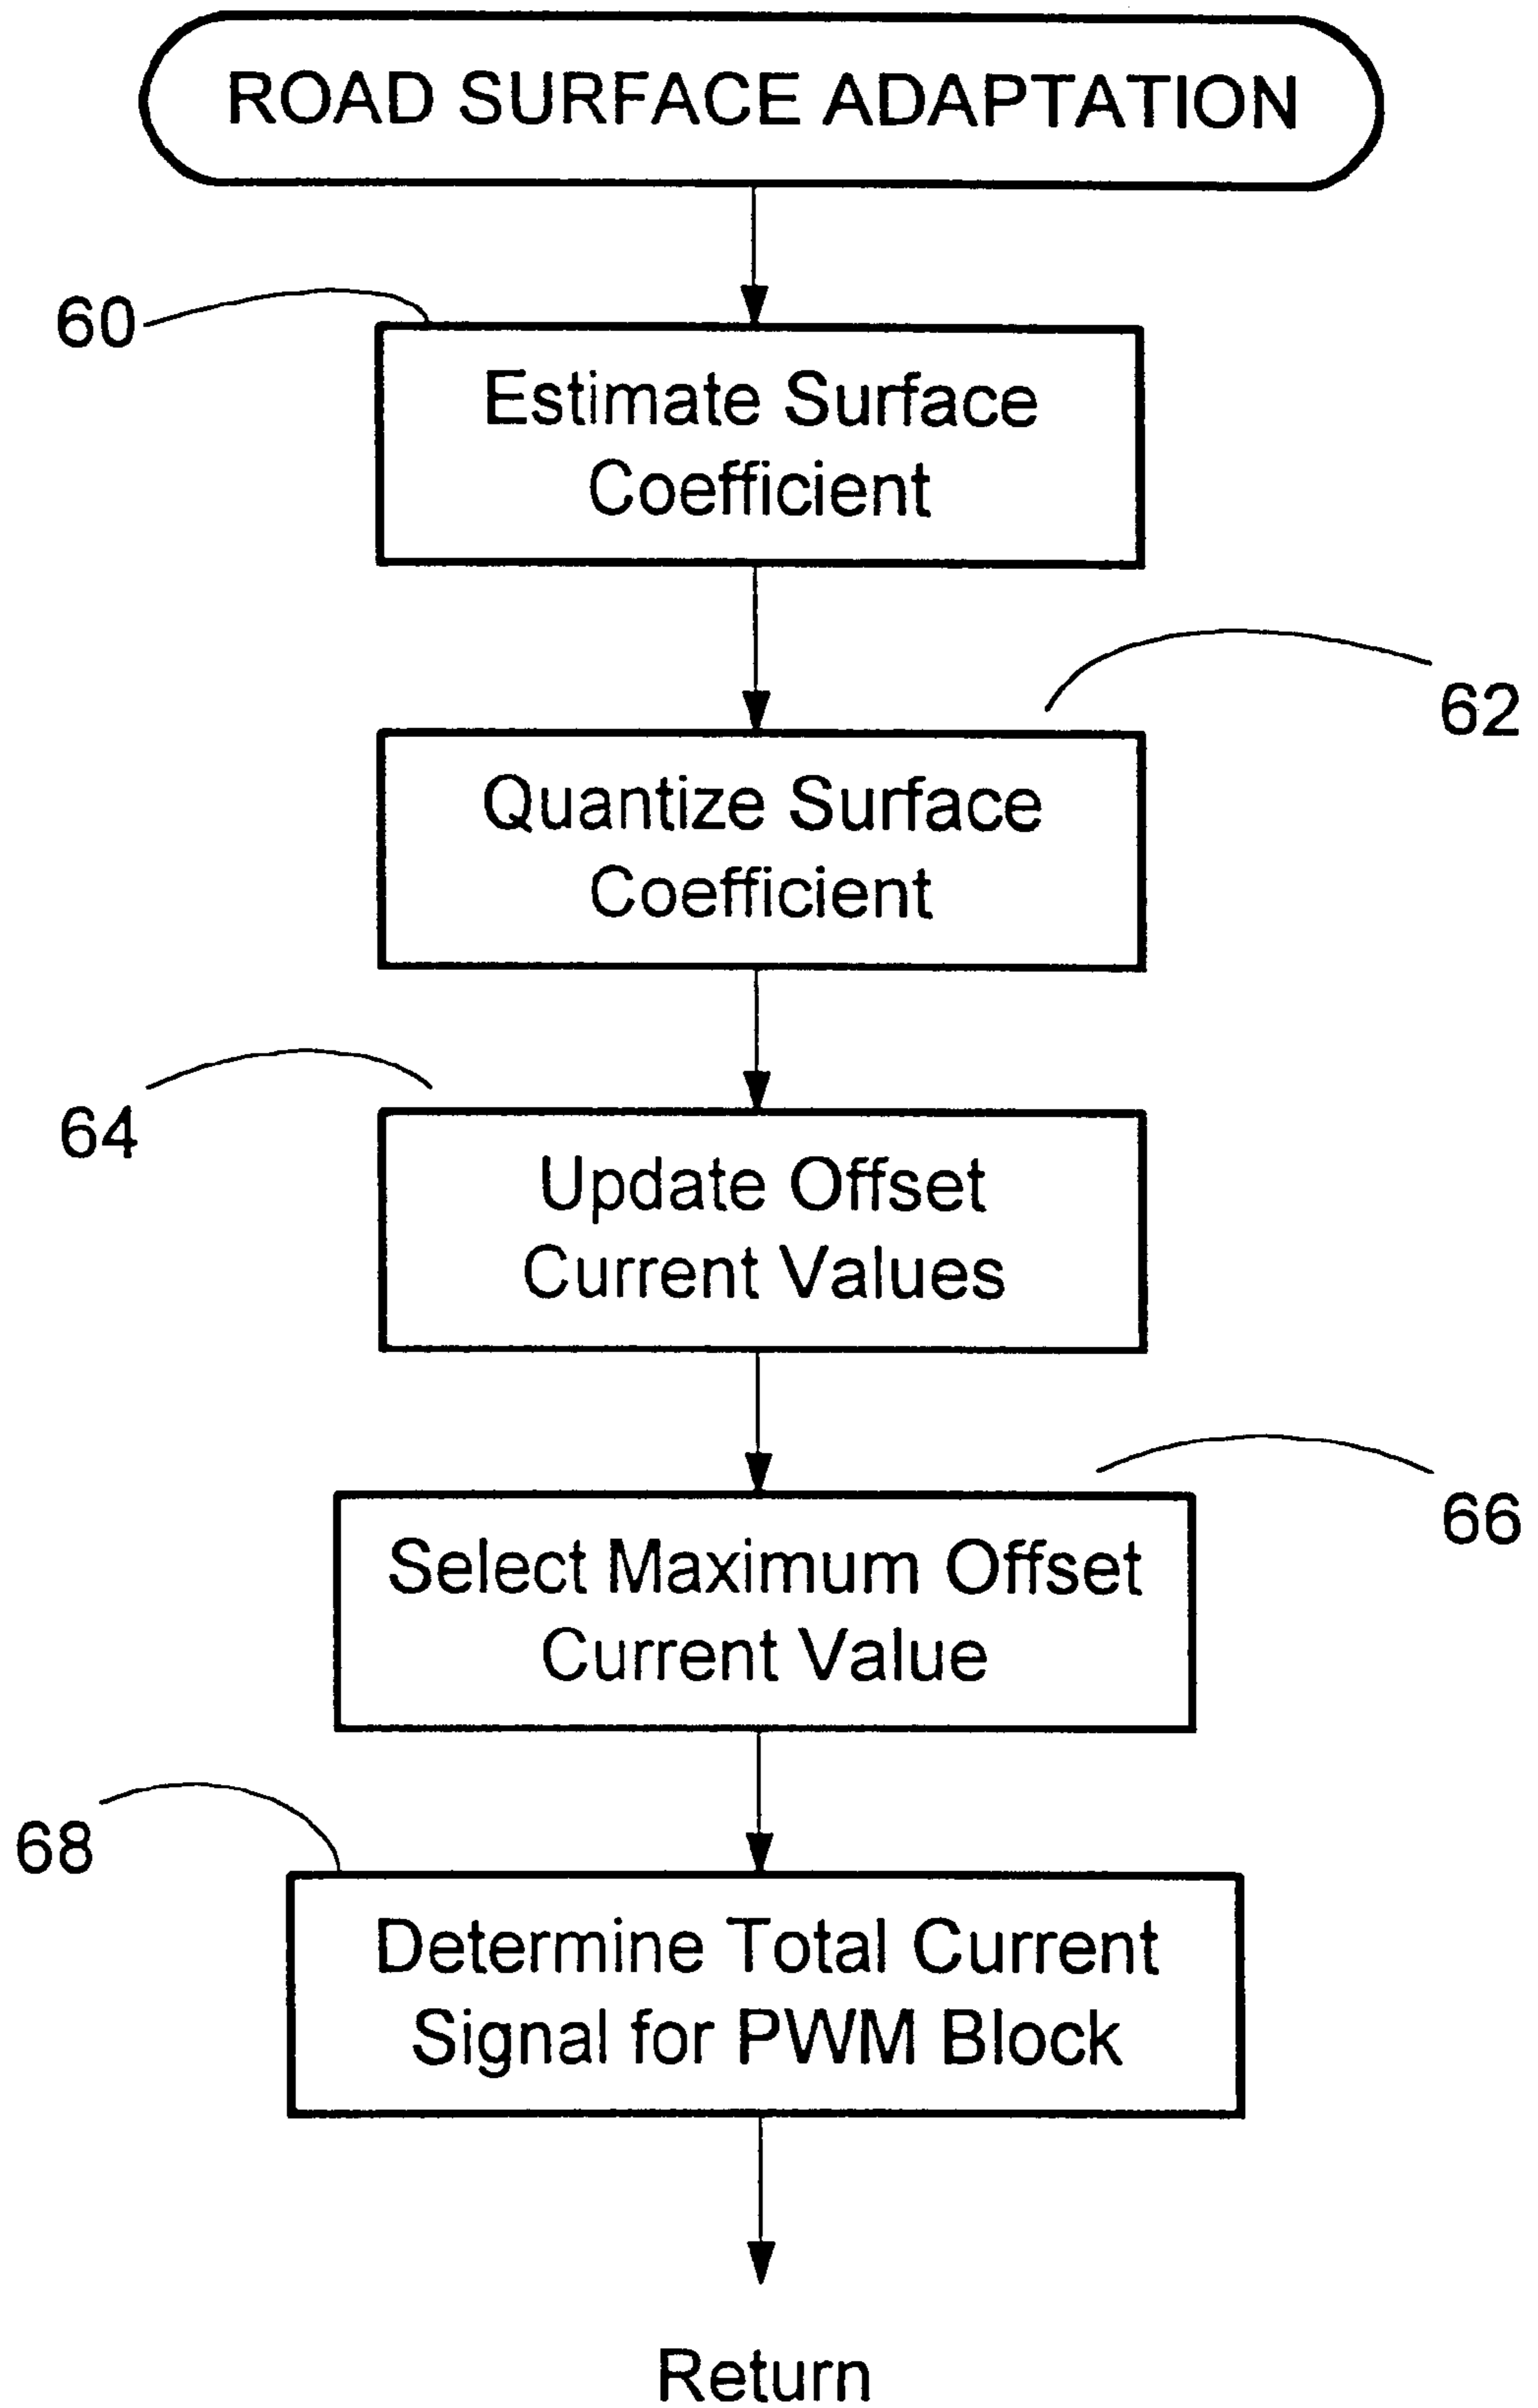 ROAD SURFACE ADAPTATION
60
Estimate Surface
Coefficient
62
Quantize Surface
Coefficient
64
Update Offset
Current Values
66
Select Maximum Offset
Current Value
68
Determine Total Current
Signal for PWM Block
Return